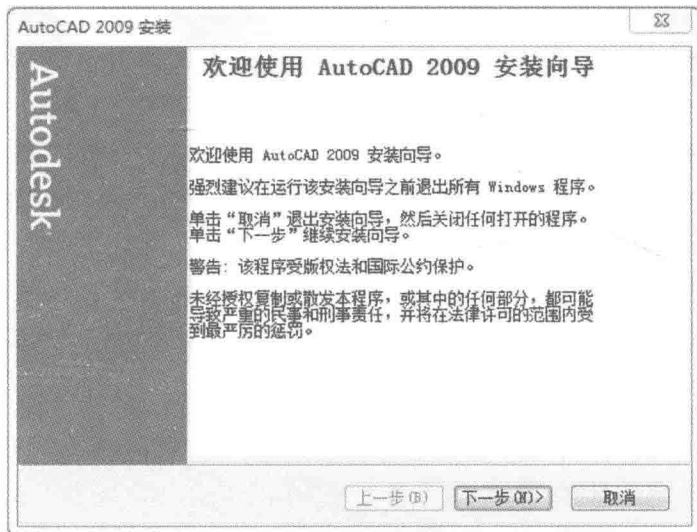 AutoCAD 2009 安装
Autodesk
欢迎使用 AutoCAD 2009 安装向导
欢迎使用 AutoCAD 2009 安装向导。
强烈建议在运行该安装向导之前退出所有 Windows 程序。
单击“取消”退出安装向导，然后关闭任何打开的程序。
单击“下一步”继续安装向导。
警告：该程序受版权法和国际公约保护。
未经授权复制或散发本程序，或其中的任何部分，都可能
导致严重的民事和刑事责任，并将在法律许可的范围内受
到最严厉的惩罚。
上一步(B) 下一步(N)> 取消